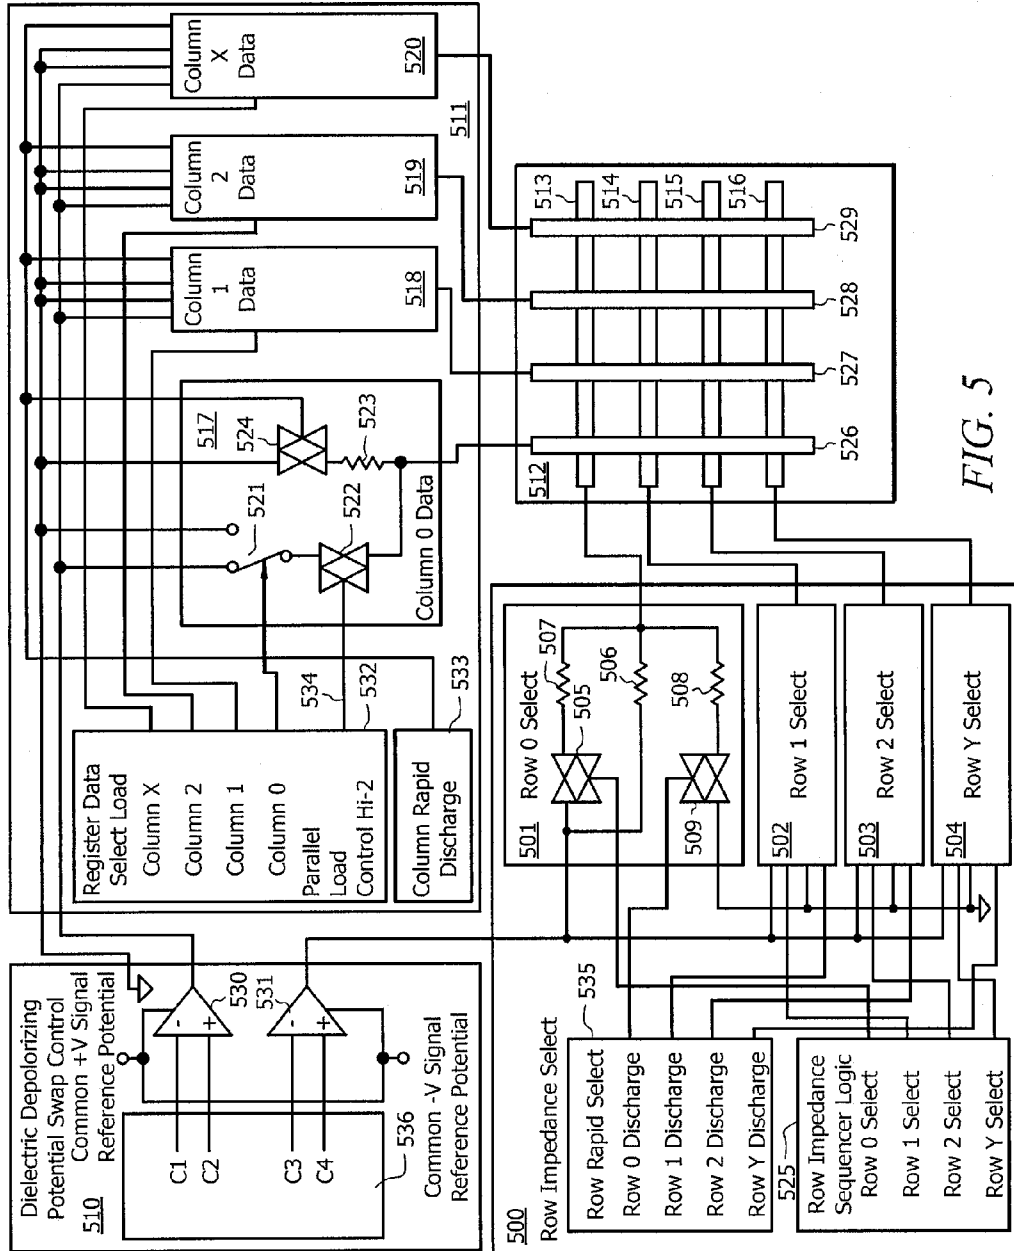 Dielectric Depolorizing
Potential Swap Control
Common +V Signal
Reference Potential
510
C1
C2
C3
C4
530
531
536
Common -V Signal
Reference Potential
Register Data
Select Load
Column X
Column 2
Column 1
Column 0
Parallel
Load
Control Hi-2
534
532
Column Rapid
Discharge
533
517
521
522
523
524
Column 0 Data
Column
1
Data
518
Column
2
Data
519
Column
X
Data
520
511
500
Row Impedance Select
535
Row Rapid Select
Row 0 Discharge
Row 1 Discharge
Row 2 Discharge
Row Y Discharge
525
Row Impedance
Sequencer Logic
Row 0 Select
Row 1 Select
Row 2 Select
Row Y Select
Row 0 Select
501
505
507
506
508
509
Row 1 Select
502
Row 2 Select
503
Row Y Select
504
512
513
514
515
516
526
527
528
529
FIG. 5